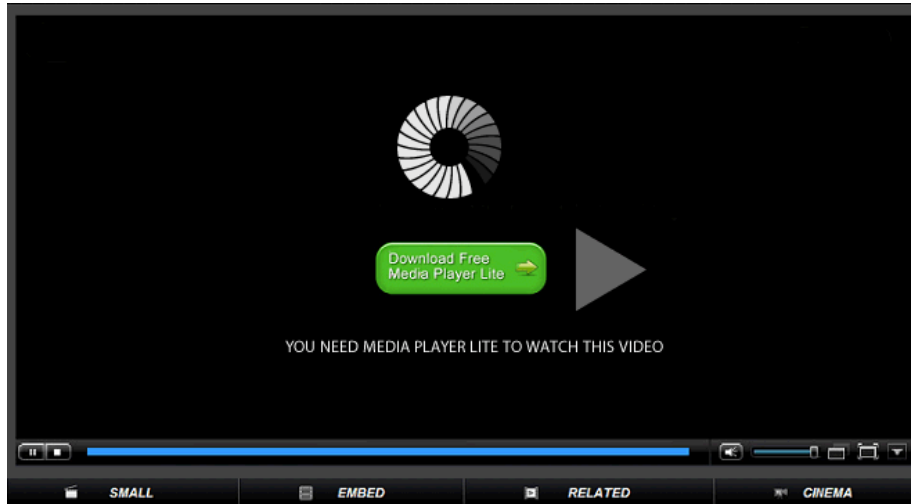 Download Free
Media Player Lite
YOU NEED MEDIA PLAYER LITE TO WATCH THIS VIDEO
SMALL
EMBED
RELATED
CINEMA